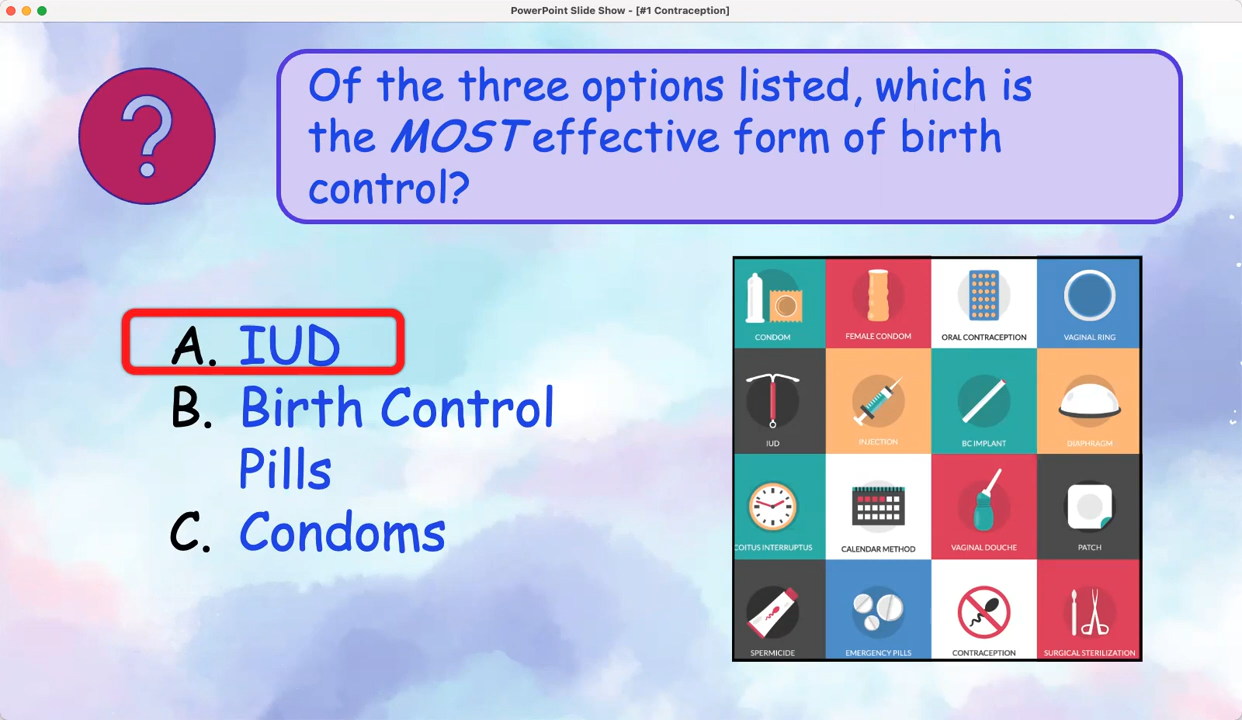 PowerPoint Slide Show - [#1 Contraception]
?
Of the three options listed, which is
the MOST effective form of birth
control?
A. IUD
B. Birth Control
Pills
C. Condoms
CONDOM
FEMALE CONDOM
ORAL CONTRACEPTION
VAGINAL RING
IUD
INJECTION
BC IMPLANT
DIAPHRAGM
COITUS INTERRUPTUS
CALENDAR METHOD
VAGINAL DOUCHE
PATCH
SPERMICIDE
EMERGENCY PILLS
CONTRACEPTION
SURGICAL STERILIZATION